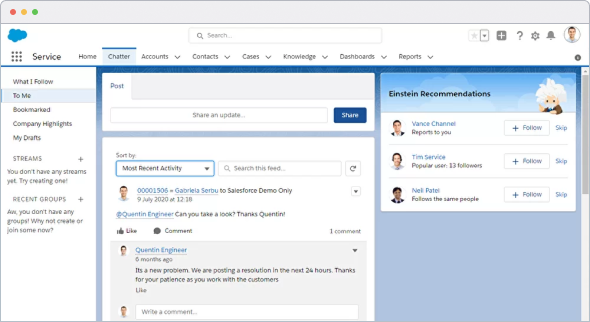 Search...
Service
Home
Chatter
Accounts
Contacts
Cases
Knowledge
Dashboards
Reports
What I Follow
To Me
Bookmarked
Company Highlights
My Drafts
STREAMS
You don't have any streams
yet. Try creating one!
RECENT GROUPS
Aw, you don't have any
groups! Why not create or
join some now?
Post
Share an update...
Share
Sort by:
Most Recent Activity
Search this feed...
00001506 – Gabriela Serbu to Salesforce Demo Only
9 July 2020 at 12:18
@Quentin Engineer Can you take a look? Thanks Quentin!
Like
Comment
1 comment
Quentin Engineer
6 months ago
Its a new problem. We are posting a resolution in the next 24 hours. Thanks
for your patience as you work with the customers
Like
Write a comment...
Einstein Recommendations
Vance Channel
Reports to you
+ Follow
Skip
Tim Service
Popular user: 13 followers
+ Follow
Skip
Neil Patel
Follows the same people
+ Follow
Skip